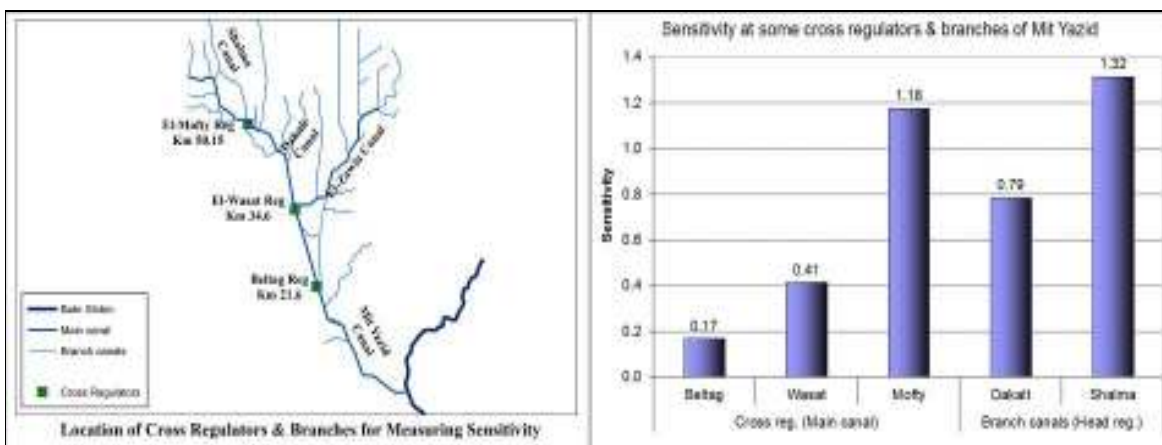 Shalma
Canal
El-Mofty Reg
Km 50.15
Dakalt
Canal
El-Zawia Canal
El-Wasat Reg
Km 34.6
Beltag Reg
Km 21.6
Mit Yazid
Canal
Main canal
Branch canals
Cross Regulators
Location of Cross Regulators & Branches for Measuring Sensitivity
Sensitivity at some cross regulators & branches of Mit Yazid
Sensitivity
1.4
1.2
1.0
0.8
0.6
0.4
0.2
0.0
0.17
0.41
1.18
0.79
1.32
Beltag
Wasat
Mofty
Dakalt
Shalma
Cross reg. (Main canal)
Branch canals (Head reg.)